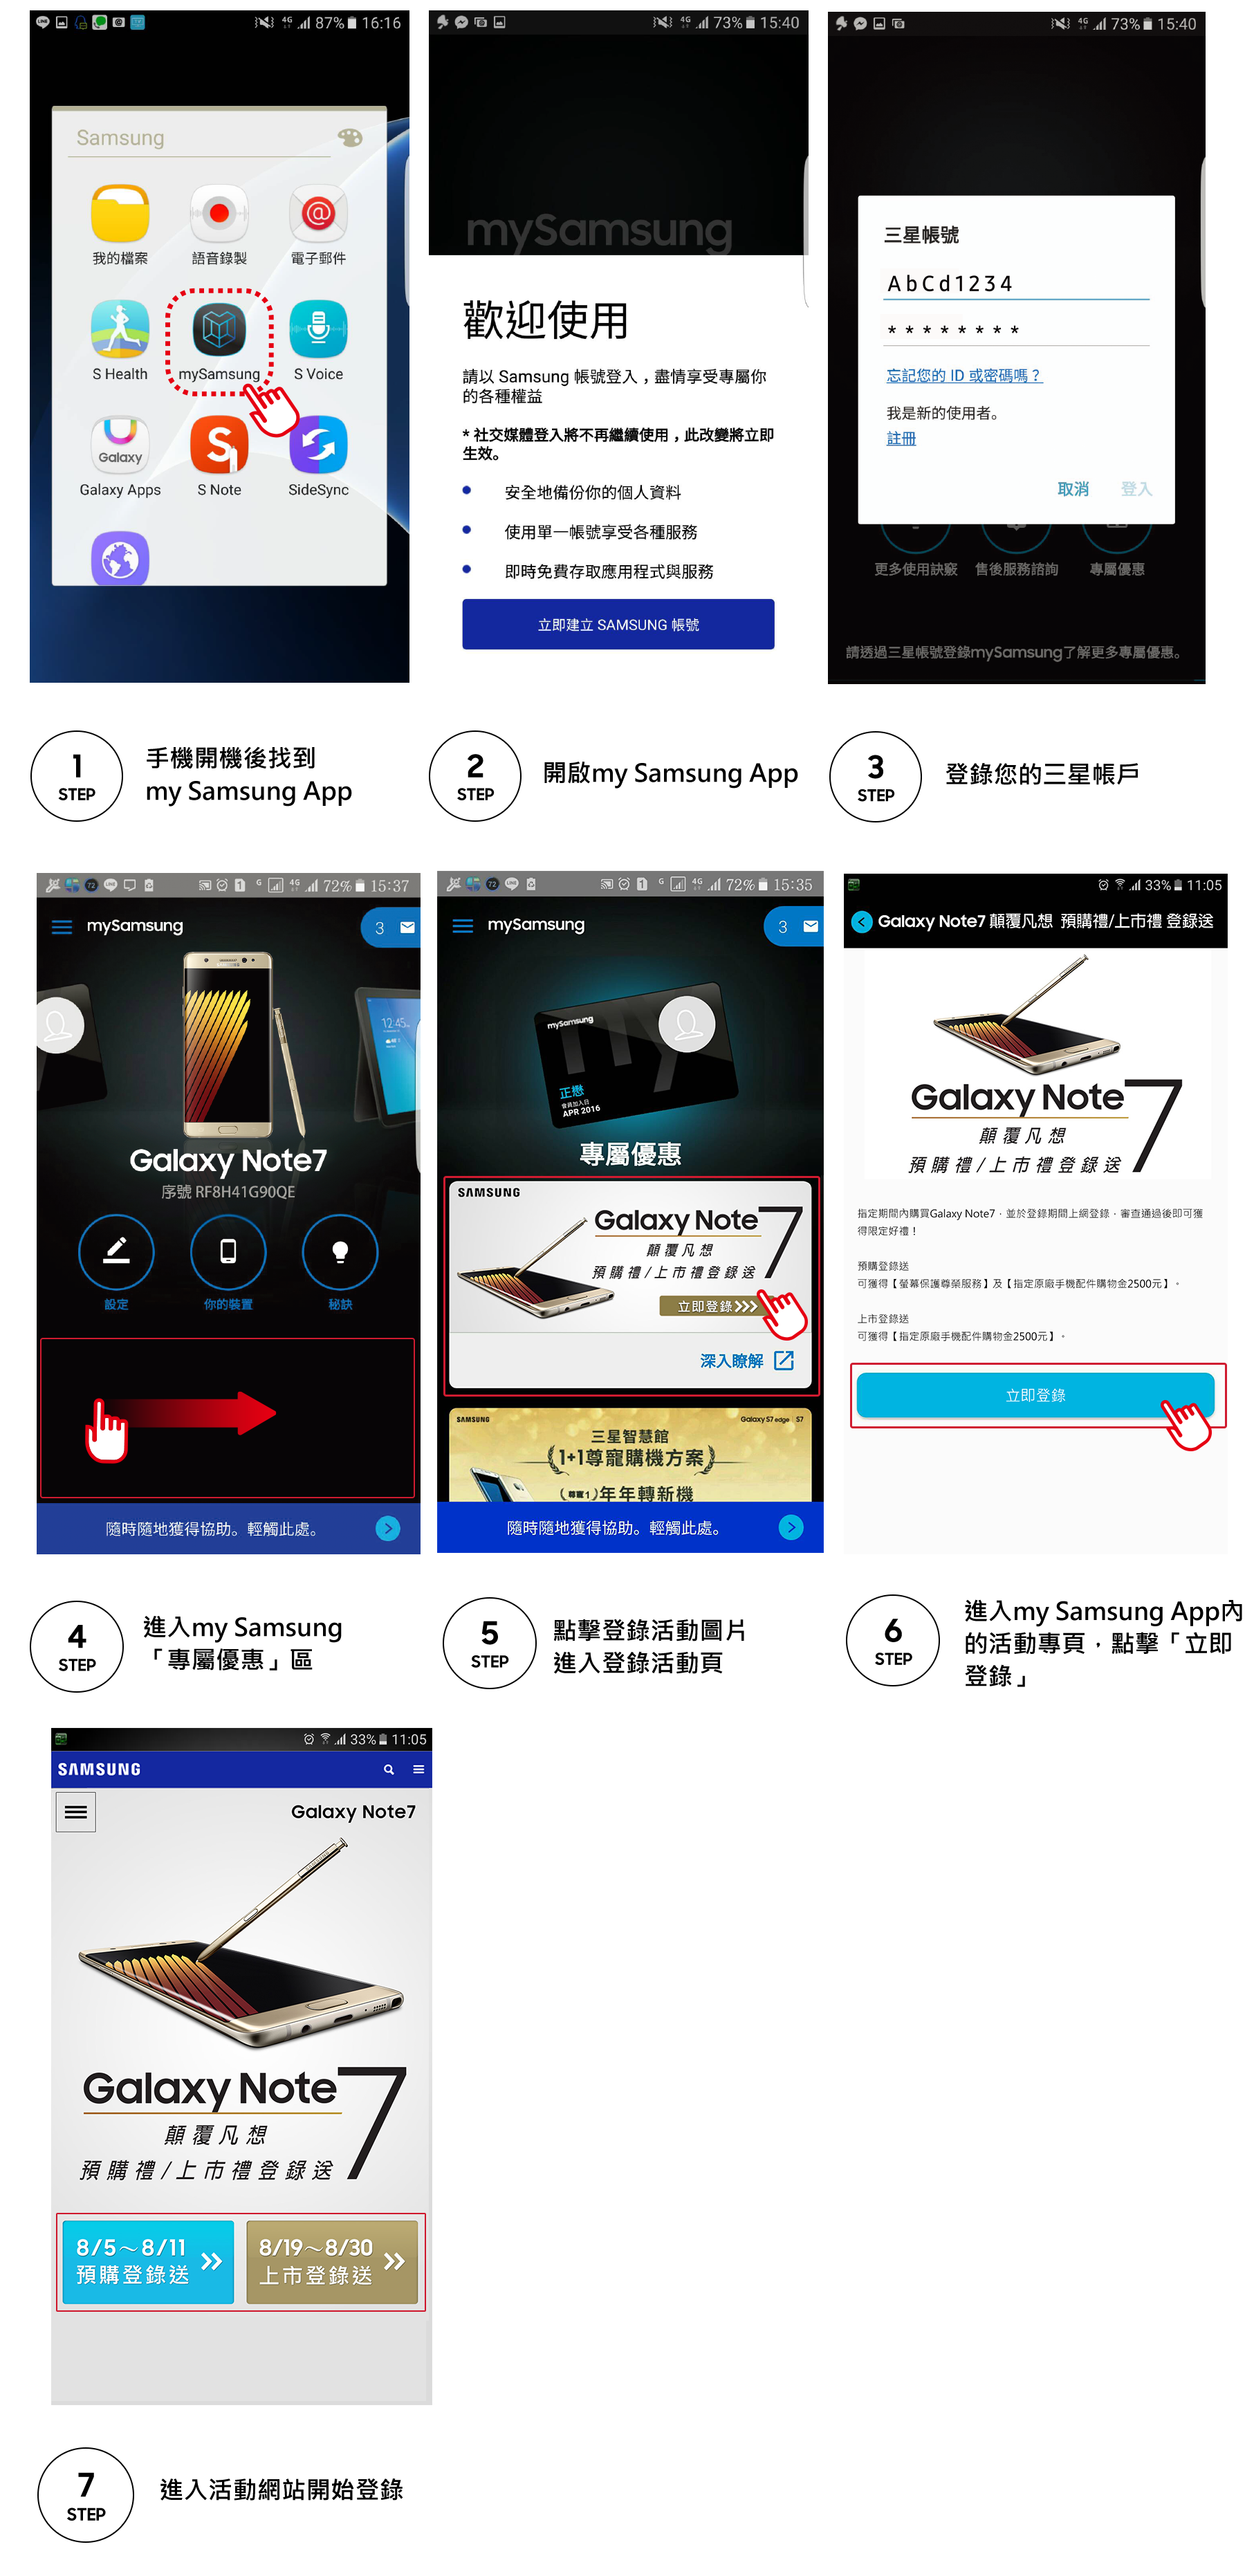 87% 16:16
Samsung
我的檔案
語音錄製
電子郵件
S Health
mySamsung
S Voice
Galaxy
Galaxy Apps
S Note
SideSync
73% 15:40
mySamsung
歡迎使用
請以 Samsung 帳號登入，盡情享受專屬你
的各種權益
* 社交媒體登入將不再繼續使用，此改變將立即
生效。
安全地備份你的個人資料
使用單一帳號享受各種服務
即時免費存取應用程式與服務
立即建立 SAMSUNG 帳號
73% 15:40
三星帳號
AbCd1234
* * * * * * * *
忘記您的 ID 或密碼嗎？
我是新的使用者。
註冊
取消 登入
更多使用訣竅 售後服務諮詢 專屬優惠
請透過三星帳號登錄mySamsung了解更多專屬優惠。
1
STEP
手機開機後找到
my Samsung App
2
STEP
開啟my Samsung App
3
STEP
登錄您的三星帳戶
72% 15:37
mySamsung
3
12:45
Galaxy Note7
序號 RF8H41G90QE
設定
你的裝置
秘訣
隨時隨地獲得協助。輕觸此處。
72% 15:35
mySamsung
3
mySamsung
正懋
會員加入日
APR 2016
專屬優惠
SAMSUNG
Galaxy Note7
顛覆凡想
預購禮/上市禮登錄送
立即登錄
深入瞭解
SAMSUNG
Galaxy S7 edge | S7
三星智慧館
1+1尊寵購機方案
(尊寵1)年年轉新機
隨時隨地獲得協助。輕觸此處。
33% 11:05
Galaxy Note7 顛覆凡想 預購禮/上市禮 登錄送
Galaxy Note7
顛覆凡想
預購禮/上市禮登錄送
指定期間內購買Galaxy Note7，並於登錄期間上網登錄，審查通過後即可獲
得限定好禮！
預購登錄送
可獲得【螢幕保護尊榮服務】及【指定原廠手機配件購物金2500元】。
上市登錄送
可獲得【指定原廠手機配件購物金2500元】。
立即登錄
4
STEP
進入my Samsung
「專屬優惠」區
5
STEP
點擊登錄活動圖片
進入登錄活動頁
6
STEP
進入my Samsung App內
的活動專頁，點擊「立即
登錄」
33% 11:05
SAMSUNG
Galaxy Note7
Galaxy Note7
顛覆凡想
預購禮/上市禮登錄送
8/5～8/11
預購登錄送
8/19～8/30
上市登錄送
7
STEP
進入活動網站開始登錄